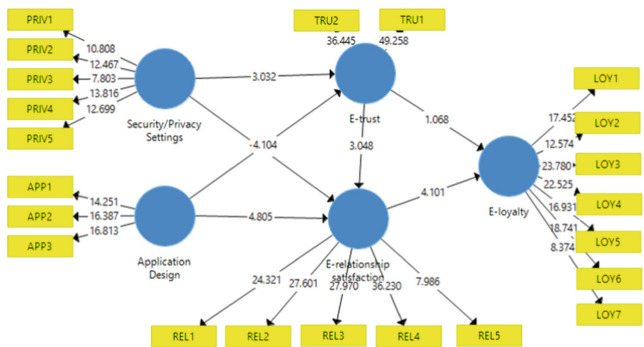 TRU2
TRU1
PRIV1
36.445
49.258
10.808
PRIV2
12.467
PRIV3
7.803
3.032
LOY1
13.816
PRIV4
E-trust
17.452
12.699
1.068
LOY2
PRIV5
Security/Privacy
Settings
12.574
-4.104
3.048
23.780
LOY3
22.525
APP1
4.101
LOY4
14.251
16.931
APP2
16.387
4.805
E-loyalty
18.741
LOY5
16.813
8.374
APP3
Application
Design
E-relationship
satisfaction
24.321
27.601
27.970
36.230
7.986
LOY6
LOY7
REL1
REL2
REL3
REL4
REL5